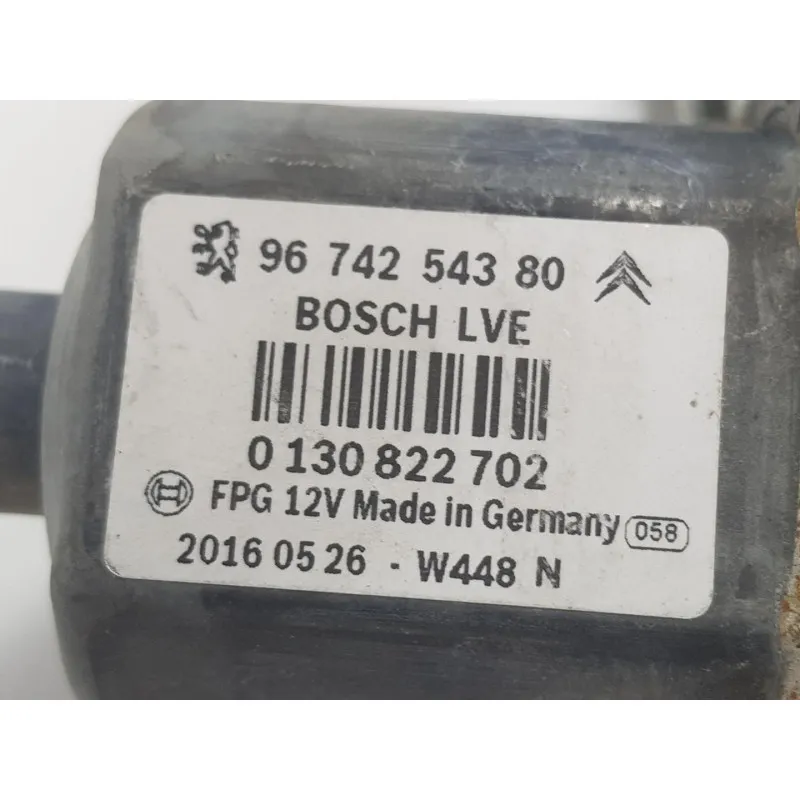 96 742 543 80
BOSCH LVE
0 130 822 702
FPG 12V Made in Germany 058
2016 05 26 - W448 N